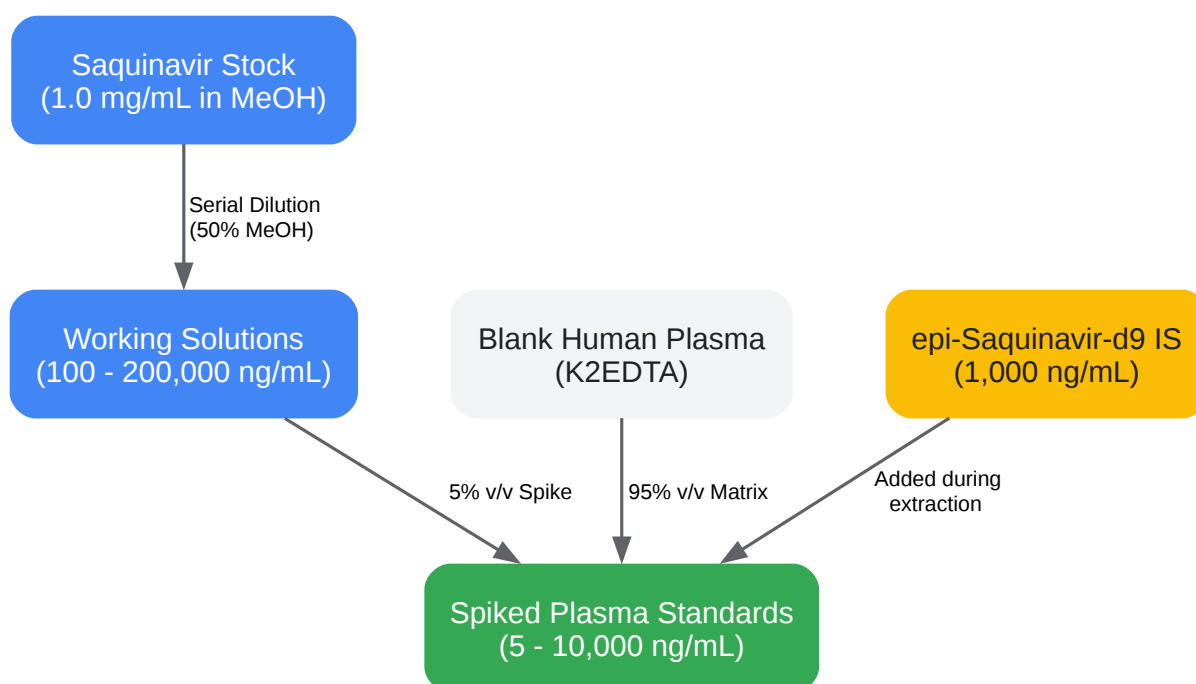 Saquinavir Stock
(1.0 mg/mL in MeOH)
Serial Dilution
(50% MeOH)
Working Solutions
(100 - 200,000 ng/mL)
Blank Human Plasma
(K2EDTA)
epi-Saquinavir-d9 IS
(1,000 ng/mL)
5% v/v Spike
95% v/v Matrix
Added during
extraction
Spiked Plasma Standards
(5 - 10,000 ng/mL)